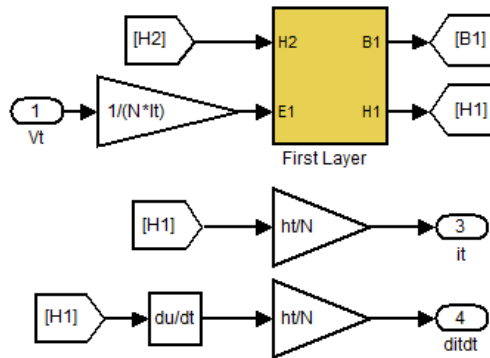 [H2]
H2
B1
[B1]
1
1/(N*lt)
E1
H1
[H1]
Vt
First Layer
[H1]
ht/N
3
it
[H1]
du/dt
ht/N
4
ditdt